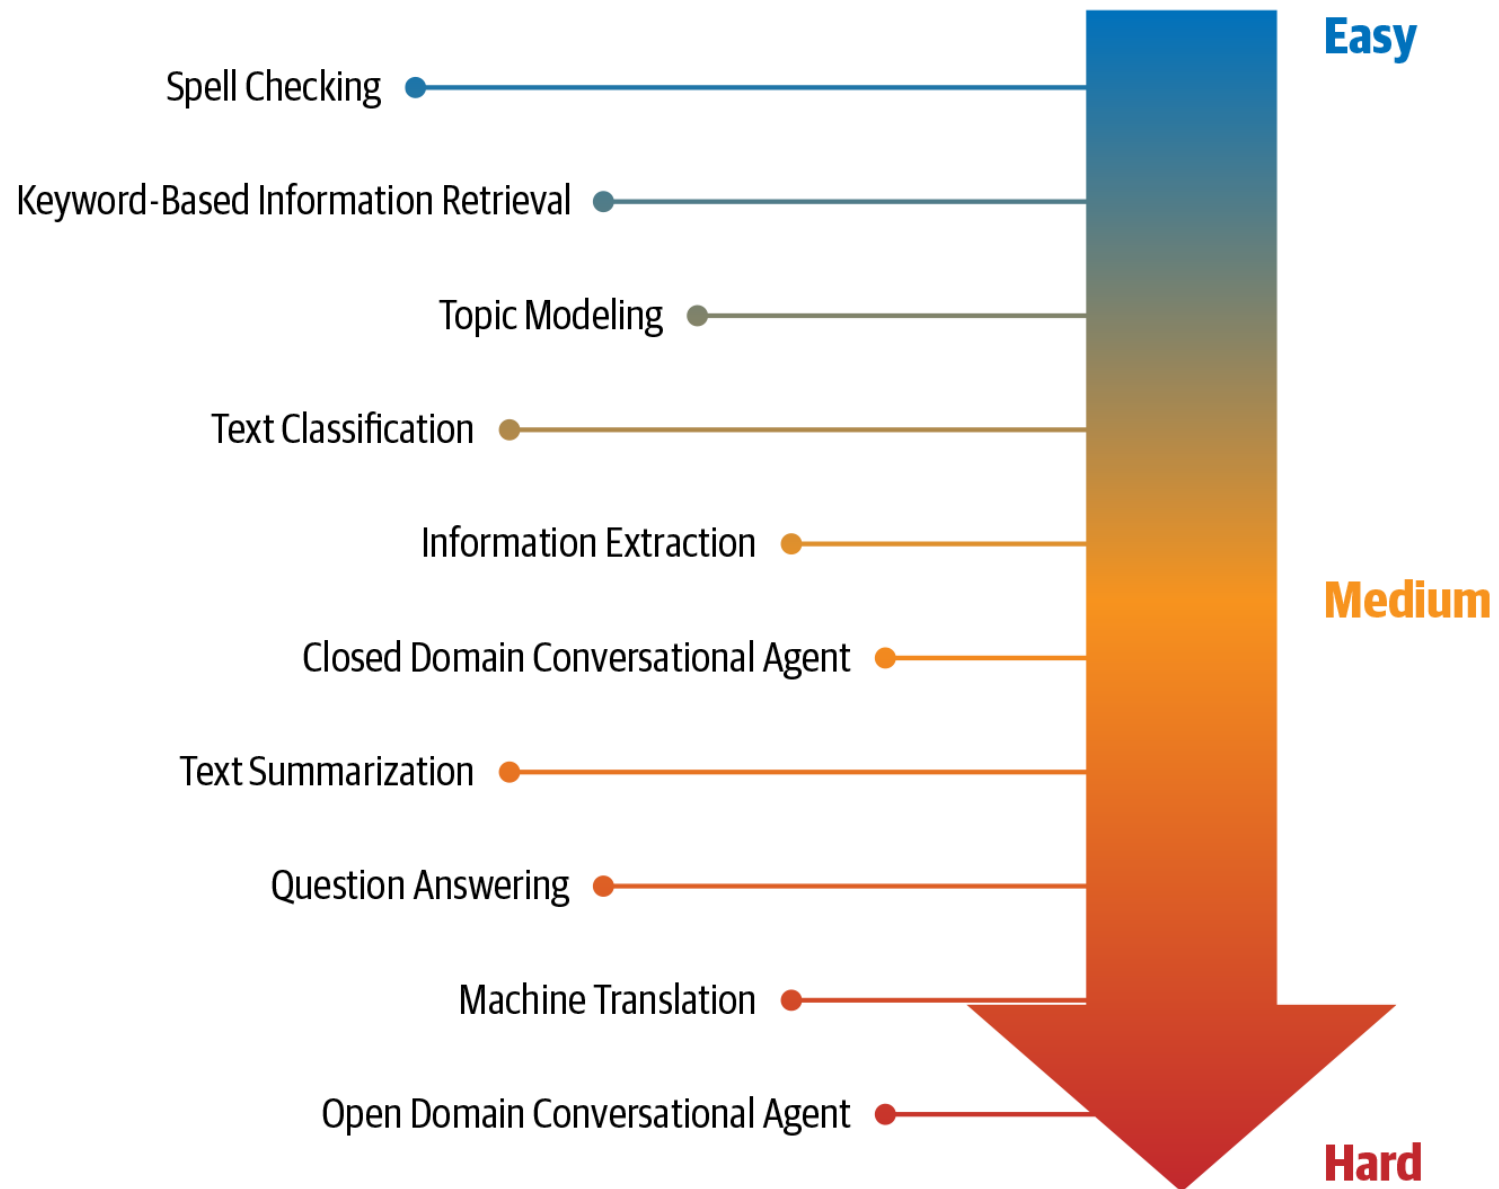 Easy
Spell Checking
Keyword-Based Information Retrieval
Topic Modeling
Text Classification
Information Extraction
Medium
Closed Domain Conversational Agent
Text Summarization
Question Answering
Machine Translation
Open Domain Conversational Agent
Hard